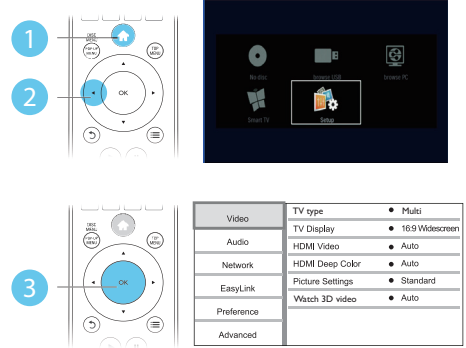 1
DISC MENU
POP-UP MENU
TOP MENU
2
OK
No disc
browse USB
browse PC
Smart TV
Setup
DISC MENU
POP-UP MENU
TOP MENU
3
OK
Video
Audio
Network
EasyLink
Preference
Advanced
TV type ● Multi
TV Display ● 16:9 Widescreen
HDMI Video ● Auto
HDMI Deep Color ● Auto
Picture Settings ● Standard
Watch 3D video ● Auto